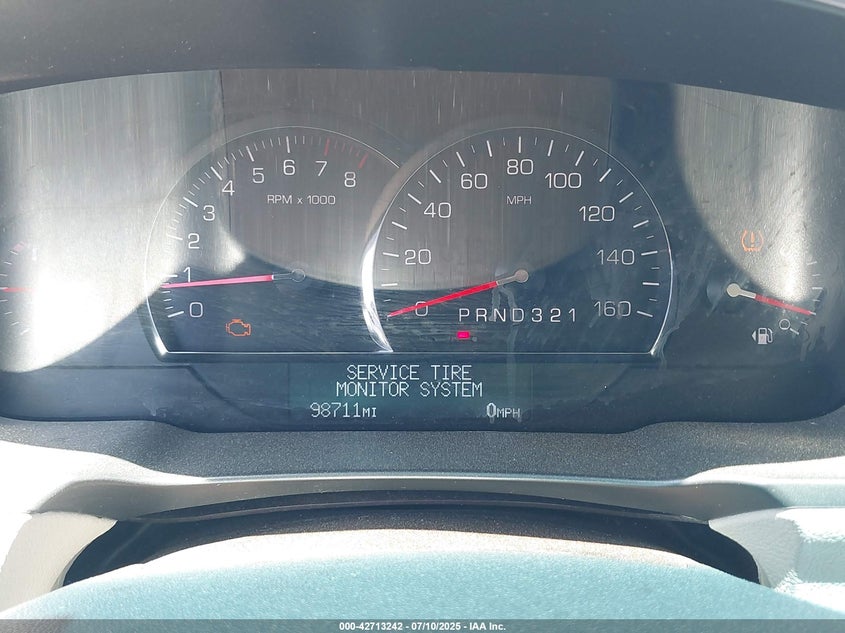 0 1 2 3 4 5 6 7 8
RPM x 1000
0 20 40 60 80 100 120 140 160
MPH
PRND321
SERVICE TIRE
MONITOR SYSTEM
98711MI 0MPH
000-42713242 - 07/10/2025 - IAA Inc.